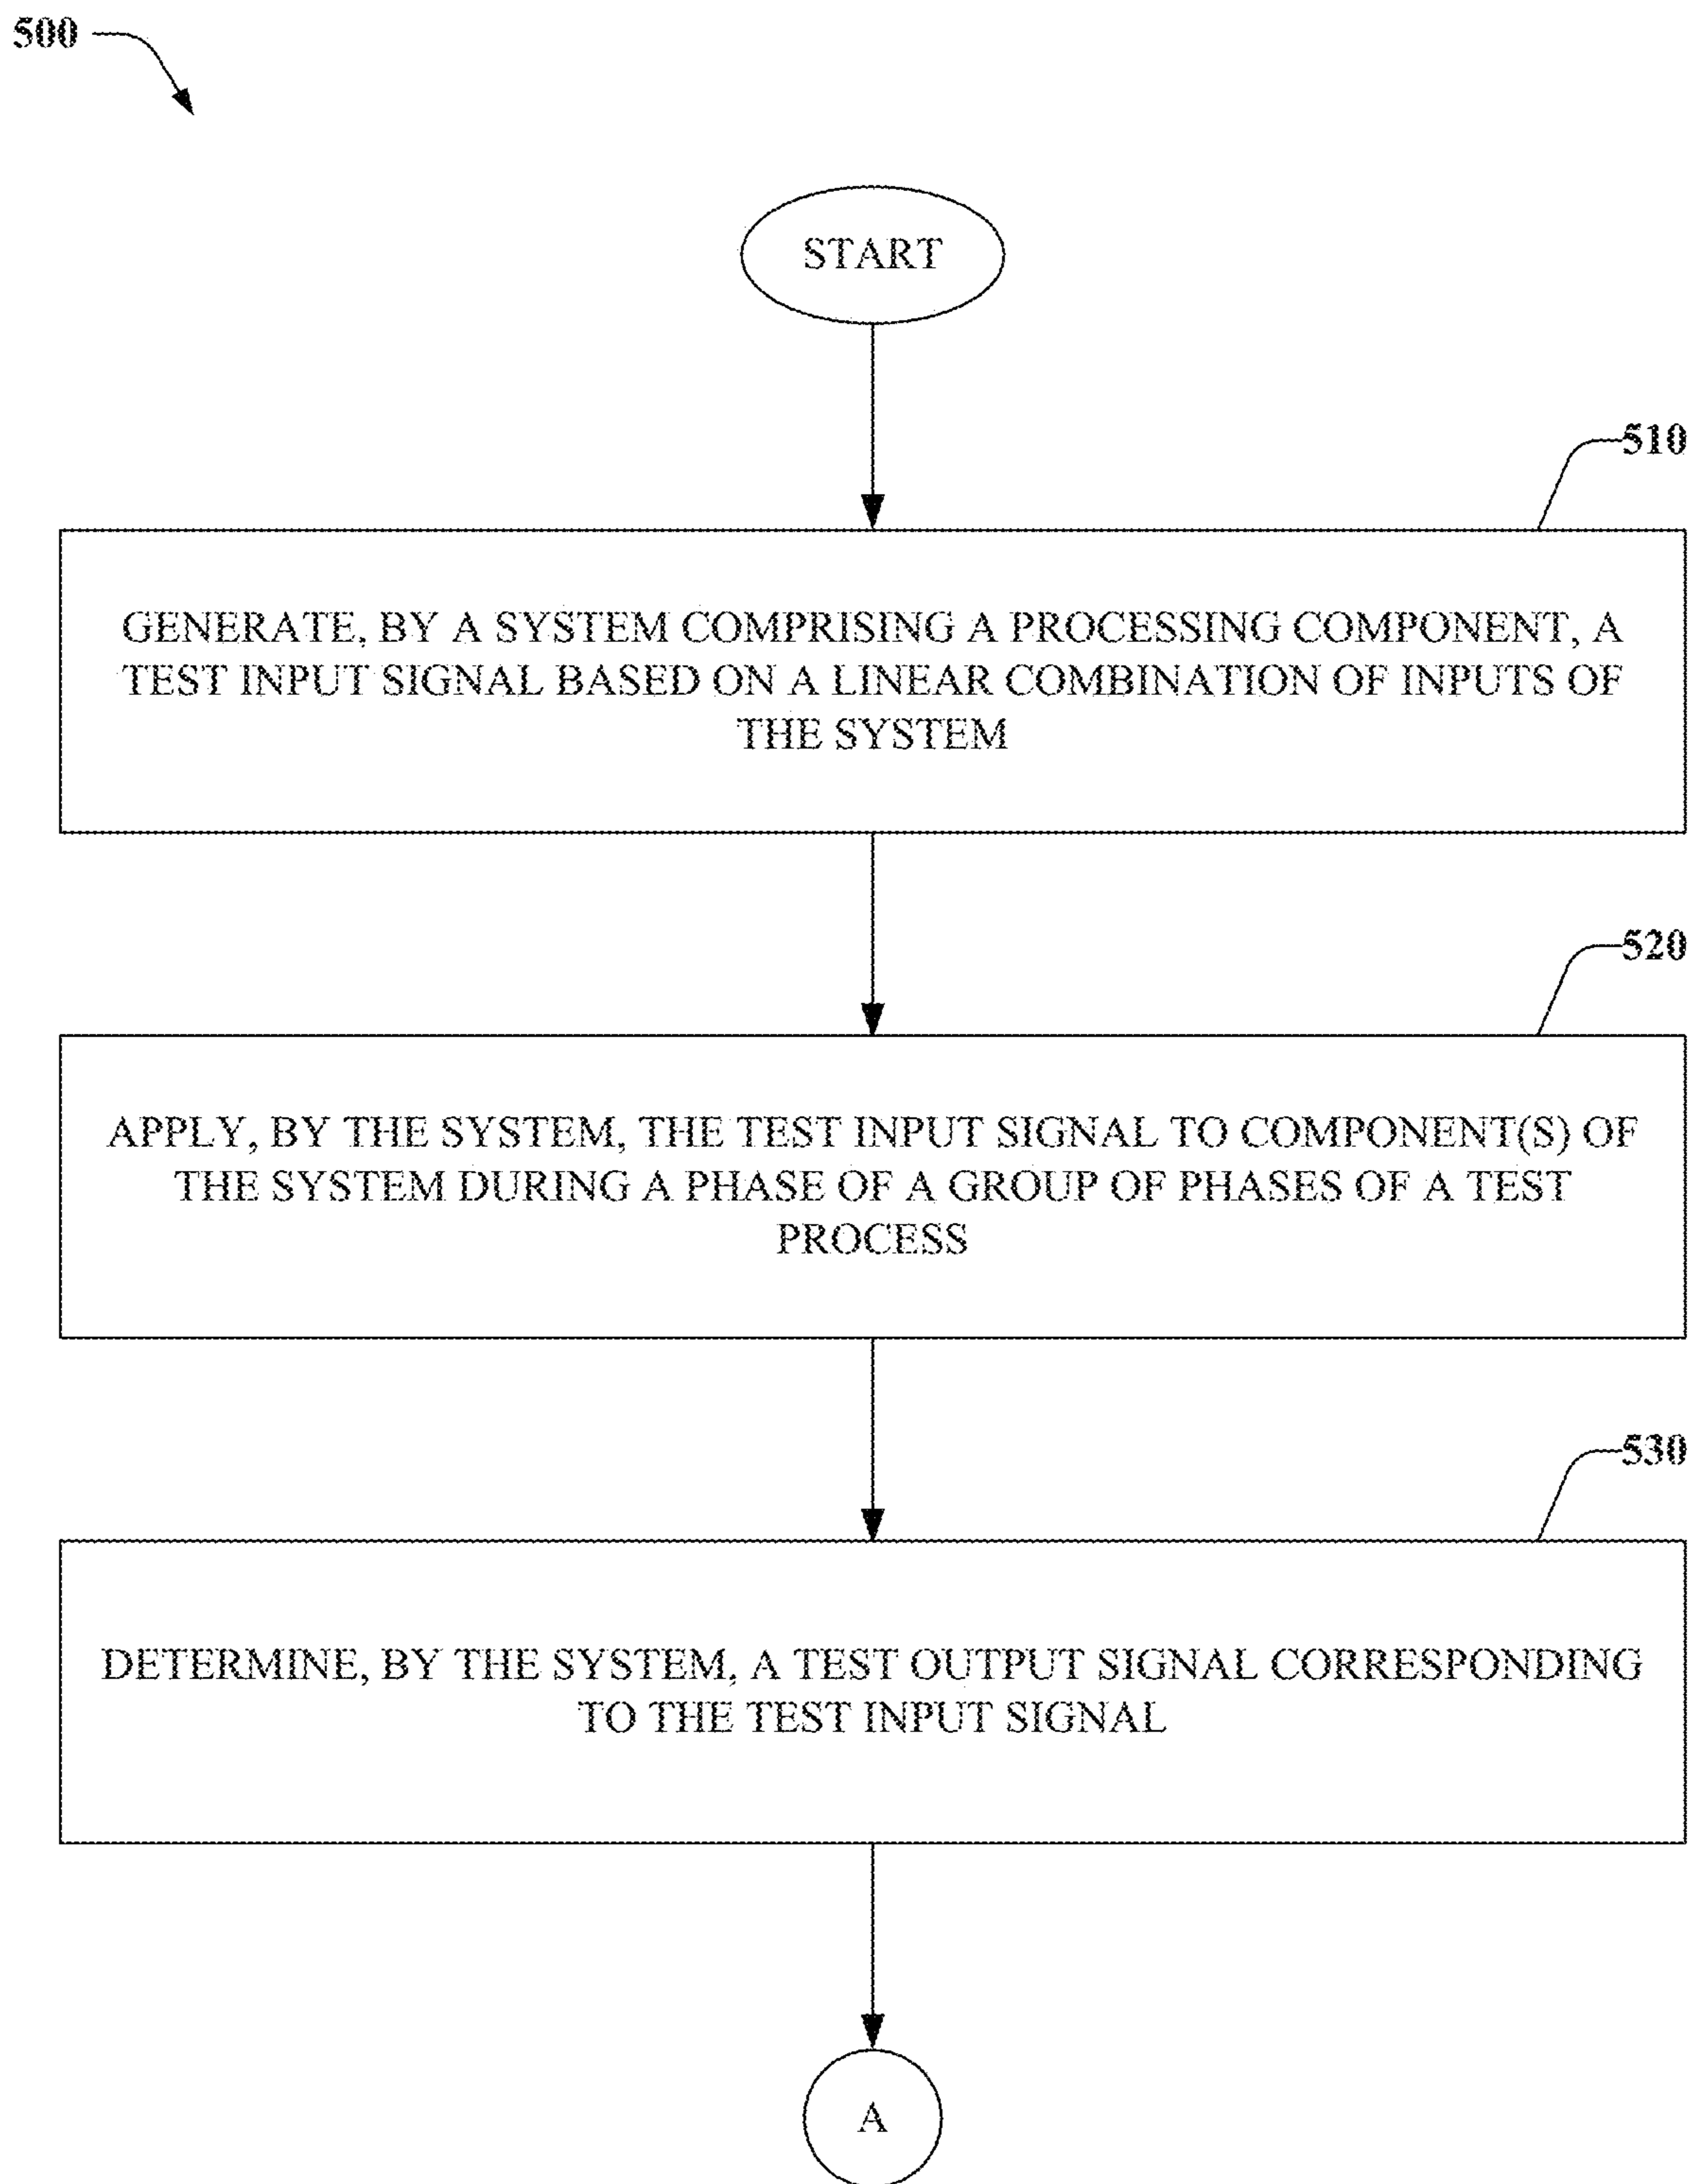 500
START
510
GENERATE, BY A SYSTEM COMPRISING A PROCESSING COMPONENT, A
TEST INPUT SIGNAL BASED ON A LINEAR COMBINATION OF INPUTS OF
THE SYSTEM
520
APPLY, BY THE SYSTEM, THE TEST INPUT SIGNAL TO COMPONENT(S) OF
THE SYSTEM DURING A PHASE OF A GROUP OF PHASES OF A TEST
PROCESS
530
DETERMINE, BY THE SYSTEM, A TEST OUTPUT SIGNAL CORRESPONDING
TO THE TEST INPUT SIGNAL
A